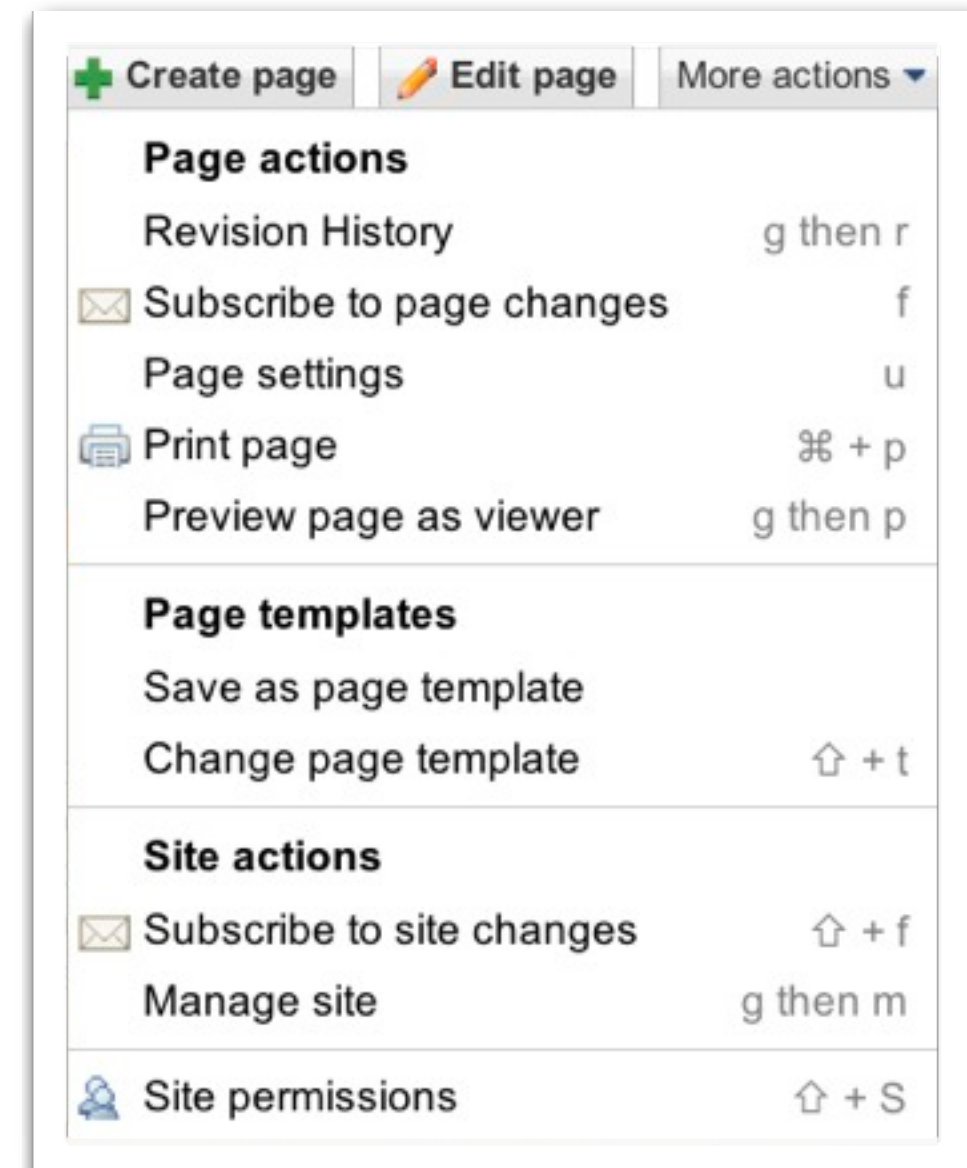 Create page Edit page More actions
Page actions
Revision History g then r
Subscribe to page changes f
Page settings u
Print page ⌘ + p
Preview page as viewer g then p
Page templates
Save as page template
Change page template ⇧ + t
Site actions
Subscribe to site changes ⇧ + f
Manage site g then m
Site permissions ⇧ + S